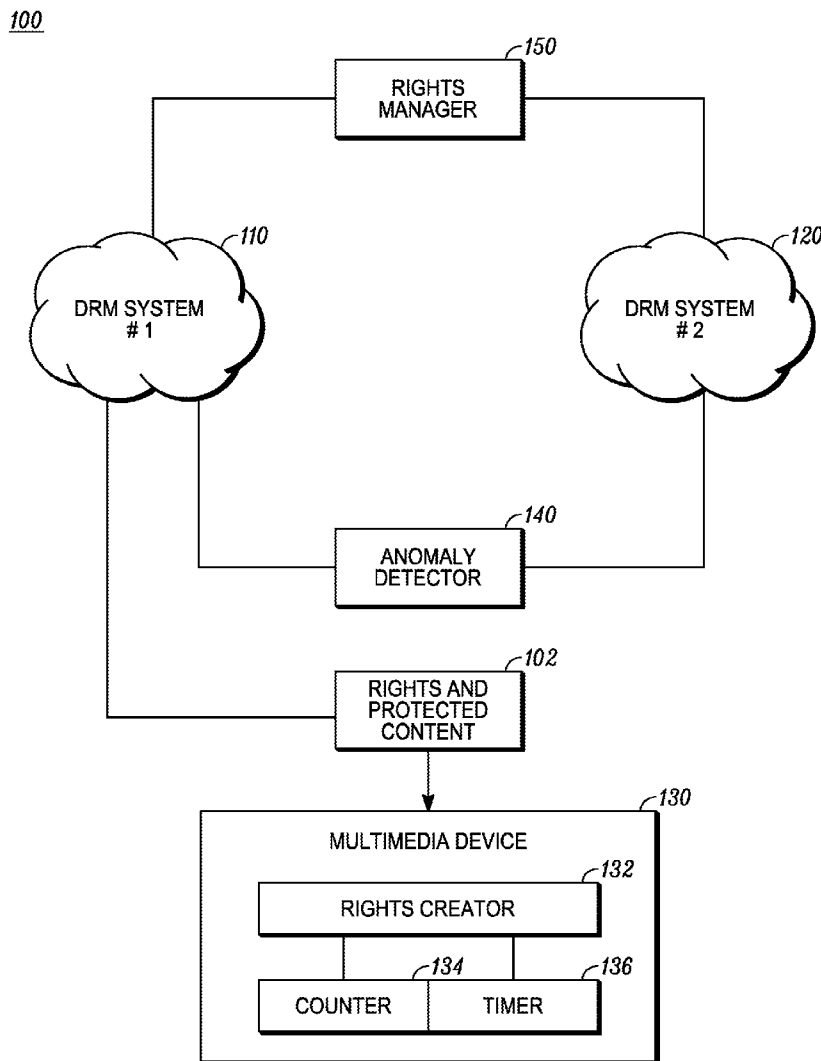 100
150
RIGHTS
MANAGER
110
DRM SYSTEM
# 1
120
DRM SYSTEM
# 2
140
ANOMALY
DETECTOR
102
RIGHTS AND
PROTECTED
CONTENT
130
MULTIMEDIA DEVICE
132
RIGHTS CREATOR
134
COUNTER
136
TIMER